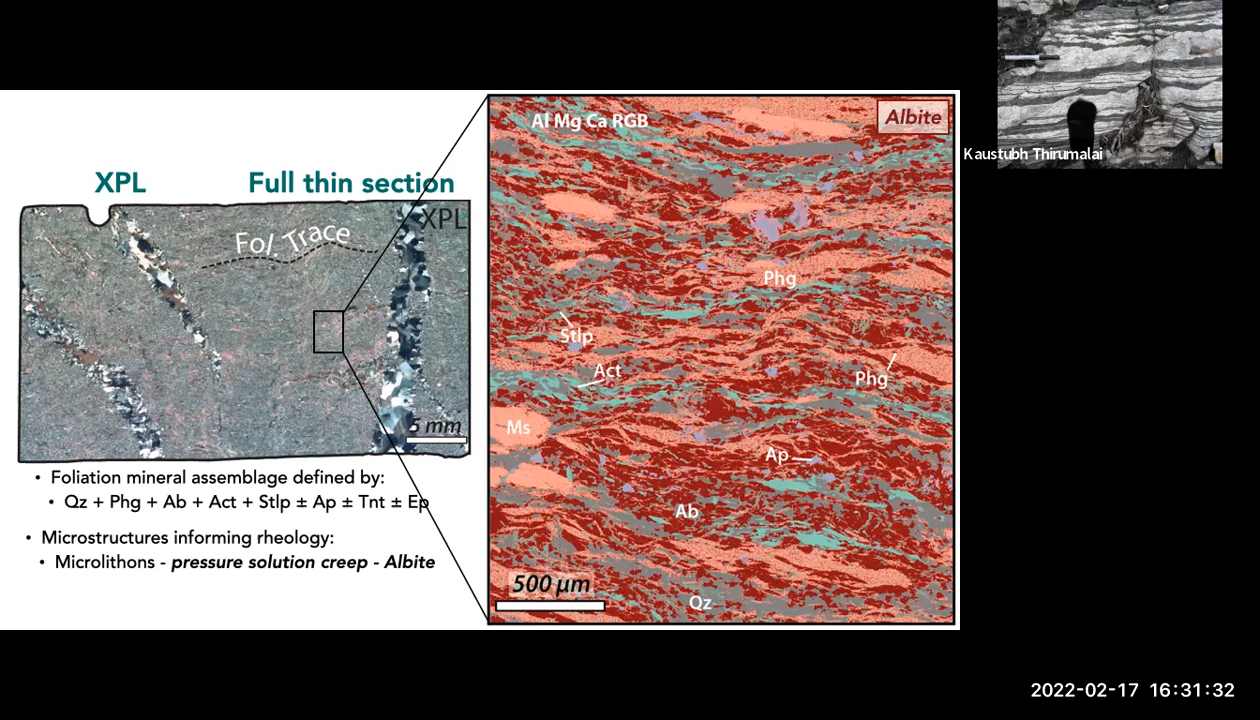 XPL
Full thin section
XPL
Fol. Trace
5 mm
• Foliation mineral assemblage defined by:
• Qz + Phg + Ab + Act + Stlp ± Ap ± Tnt ± Ep
• Microstructures informing rheology:
• Microlithons - pressure solution creep - Albite
Al Mg Ca RGB
Albite
Phg
Stlp
Act
Phg
Ms
Ap
Ab
500 µm
Qz
Kaustubh Thirumalai
2022-02-17 16:31:32